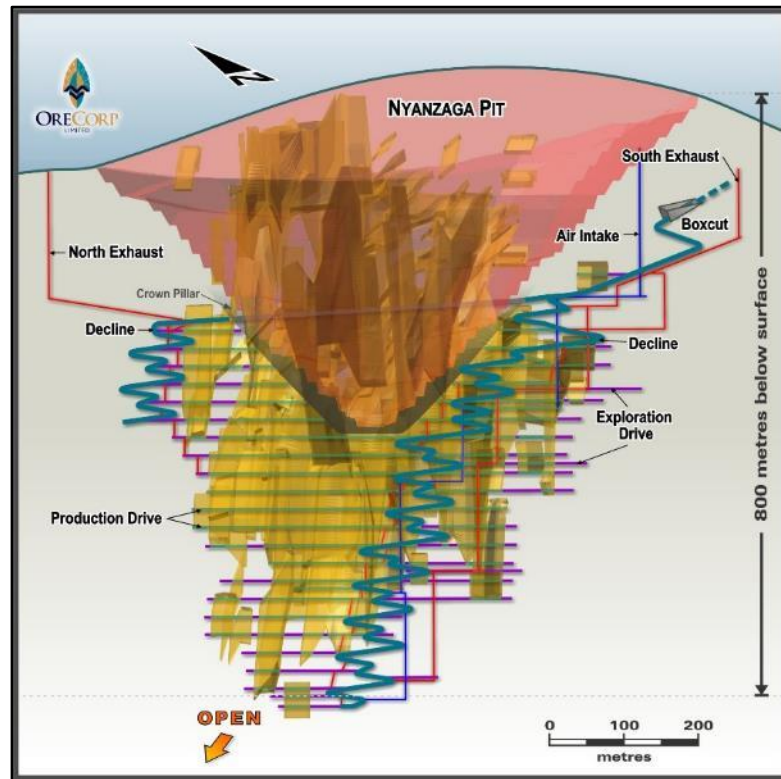 NYANZAGA PIT
ORECORP
LIMITED
N
South Exhaust
Boxcut
Air Intake
North Exhaust
Crown Pillar
Decline
Decline
Exploration
Drive
Production Drive
800 metres below surface
OPEN
0 100 200
metres